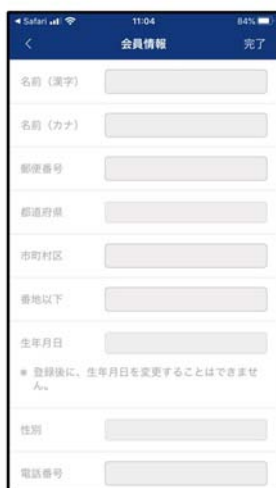 ◀ Safari 11:04 84%
< 会員情報 完了
名前（漢字）
名前（カナ）
郵便番号
都道府県
市町村区
番地以下
生年月日
※ 登録後に、生年月日を変更することはできませ
ん。
性別
電話番号